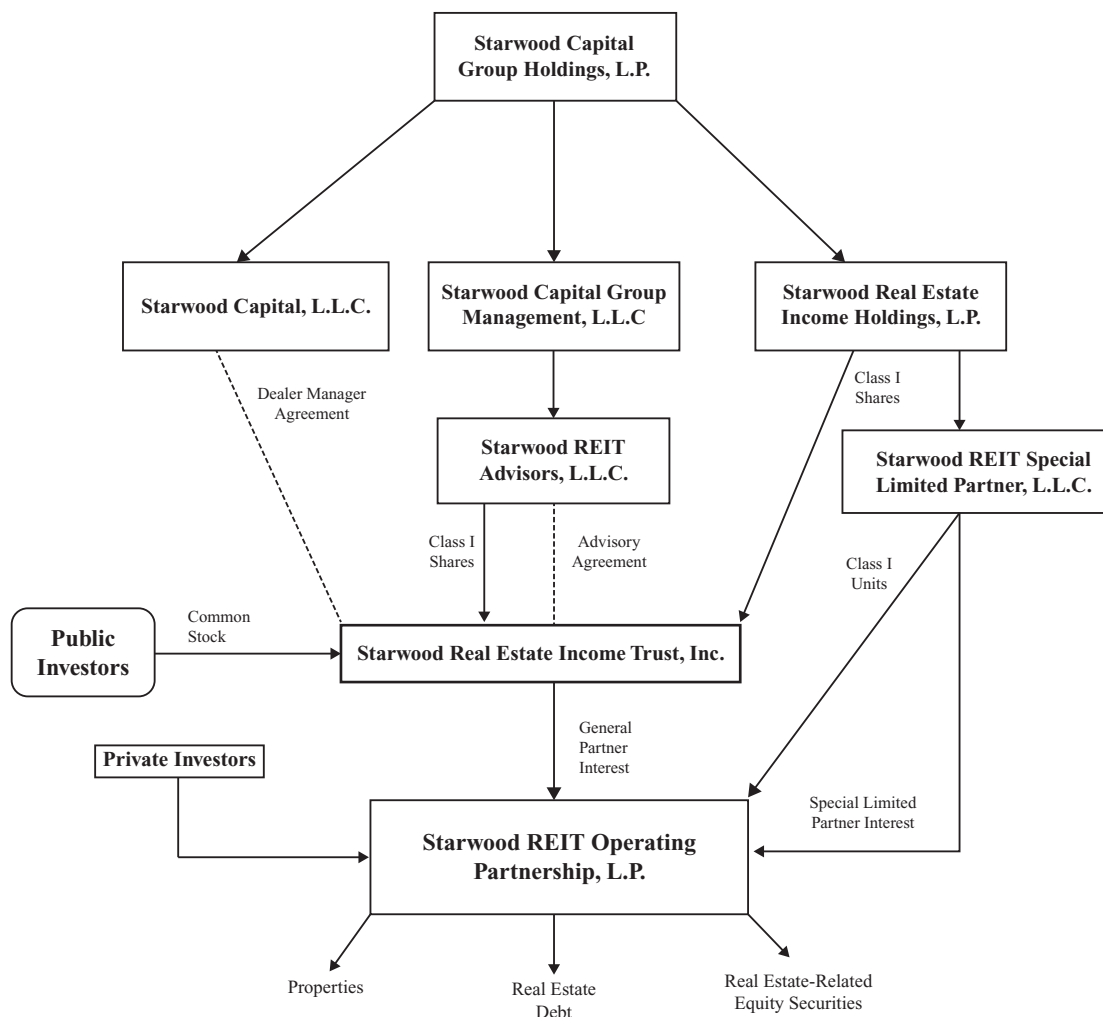 Starwood Capital
Group Holdings, L.P.
Starwood Capital, L.L.C.
Starwood Capital Group
Management, L.L.C
Starwood Real Estate
Income Holdings, L.P.
Dealer Manager
Agreement
Class I
Shares
Starwood REIT
Advisors, L.L.C.
Starwood REIT Special
Limited Partner, L.L.C.
Class I
Shares
Advisory
Agreement
Class I
Units
Public
Investors
Common
Stock
Starwood Real Estate Income Trust, Inc.
General
Partner
Interest
Private Investors
Special Limited
Partner Interest
Starwood REIT Operating
Partnership, L.P.
Properties
Real Estate
Debt
Real Estate-Related
Equity Securities